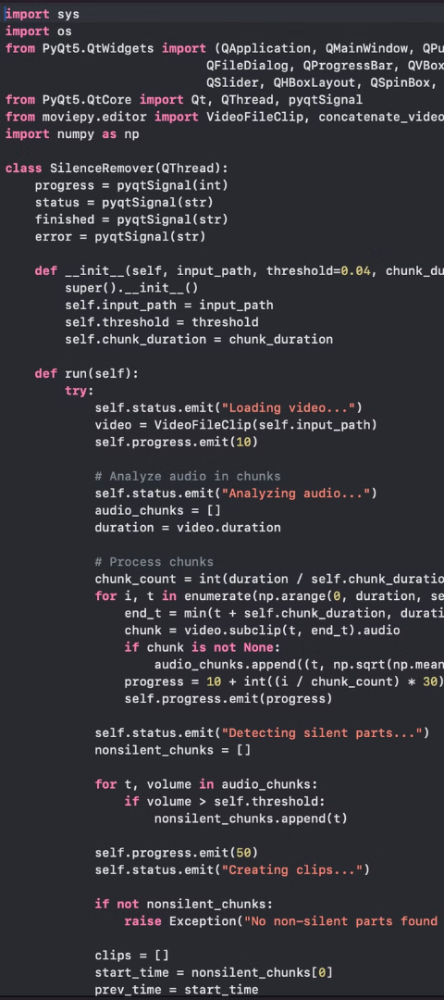 import sys
import os
from PyQt5.QtWidgets import (QApplication, QMainWindow, QPu
QFileDialog, QProgressBar, QVBox
QSlider, QHBoxLayout, QSpinBox,
from PyQt5.QtCore import Qt, QThread, pyqtSignal
from moviepy.editor import VideoFileClip, concatenate_video
import numpy as np
class SilenceRemover(QThread):
progress = pyqtSignal(int)
status = pyqtSignal(str)
finished = pyqtSignal(str)
error = pyqtSignal(str)
def __init__(self, input_path, threshold=0.04, chunk_du
super().__init__()
self.input_path = input_path
self.threshold = threshold
self.chunk_duration = chunk_duration
def run(self):
try:
self.status.emit("Loading video...")
video = VideoFileClip(self.input_path)
self.progress.emit(10)
# Analyze audio in chunks
self.status.emit("Analyzing audio...")
audio_chunks = []
duration = video.duration
# Process chunks
chunk_count = int(duration / self.chunk_duratio
for i, t in enumerate(np.arange(0, duration, se
end_t = min(t + self.chunk_duration, durati
chunk = video.subclip(t, end_t).audio
if chunk is not None:
audio_chunks.append((t, np.sqrt(np.mean
progress = 10 + int((i / chunk_count) * 30)
self.progress.emit(progress)
self.status.emit("Detecting silent parts...")
nonsilent_chunks = []
for t, volume in audio_chunks:
if volume > self.threshold:
nonsilent_chunks.append(t)
self.progress.emit(50)
self.status.emit("Creating clips...")
if not nonsilent_chunks:
raise Exception("No non-silent parts found
clips = []
start_time = nonsilent_chunks[0]
prev_time = start_time